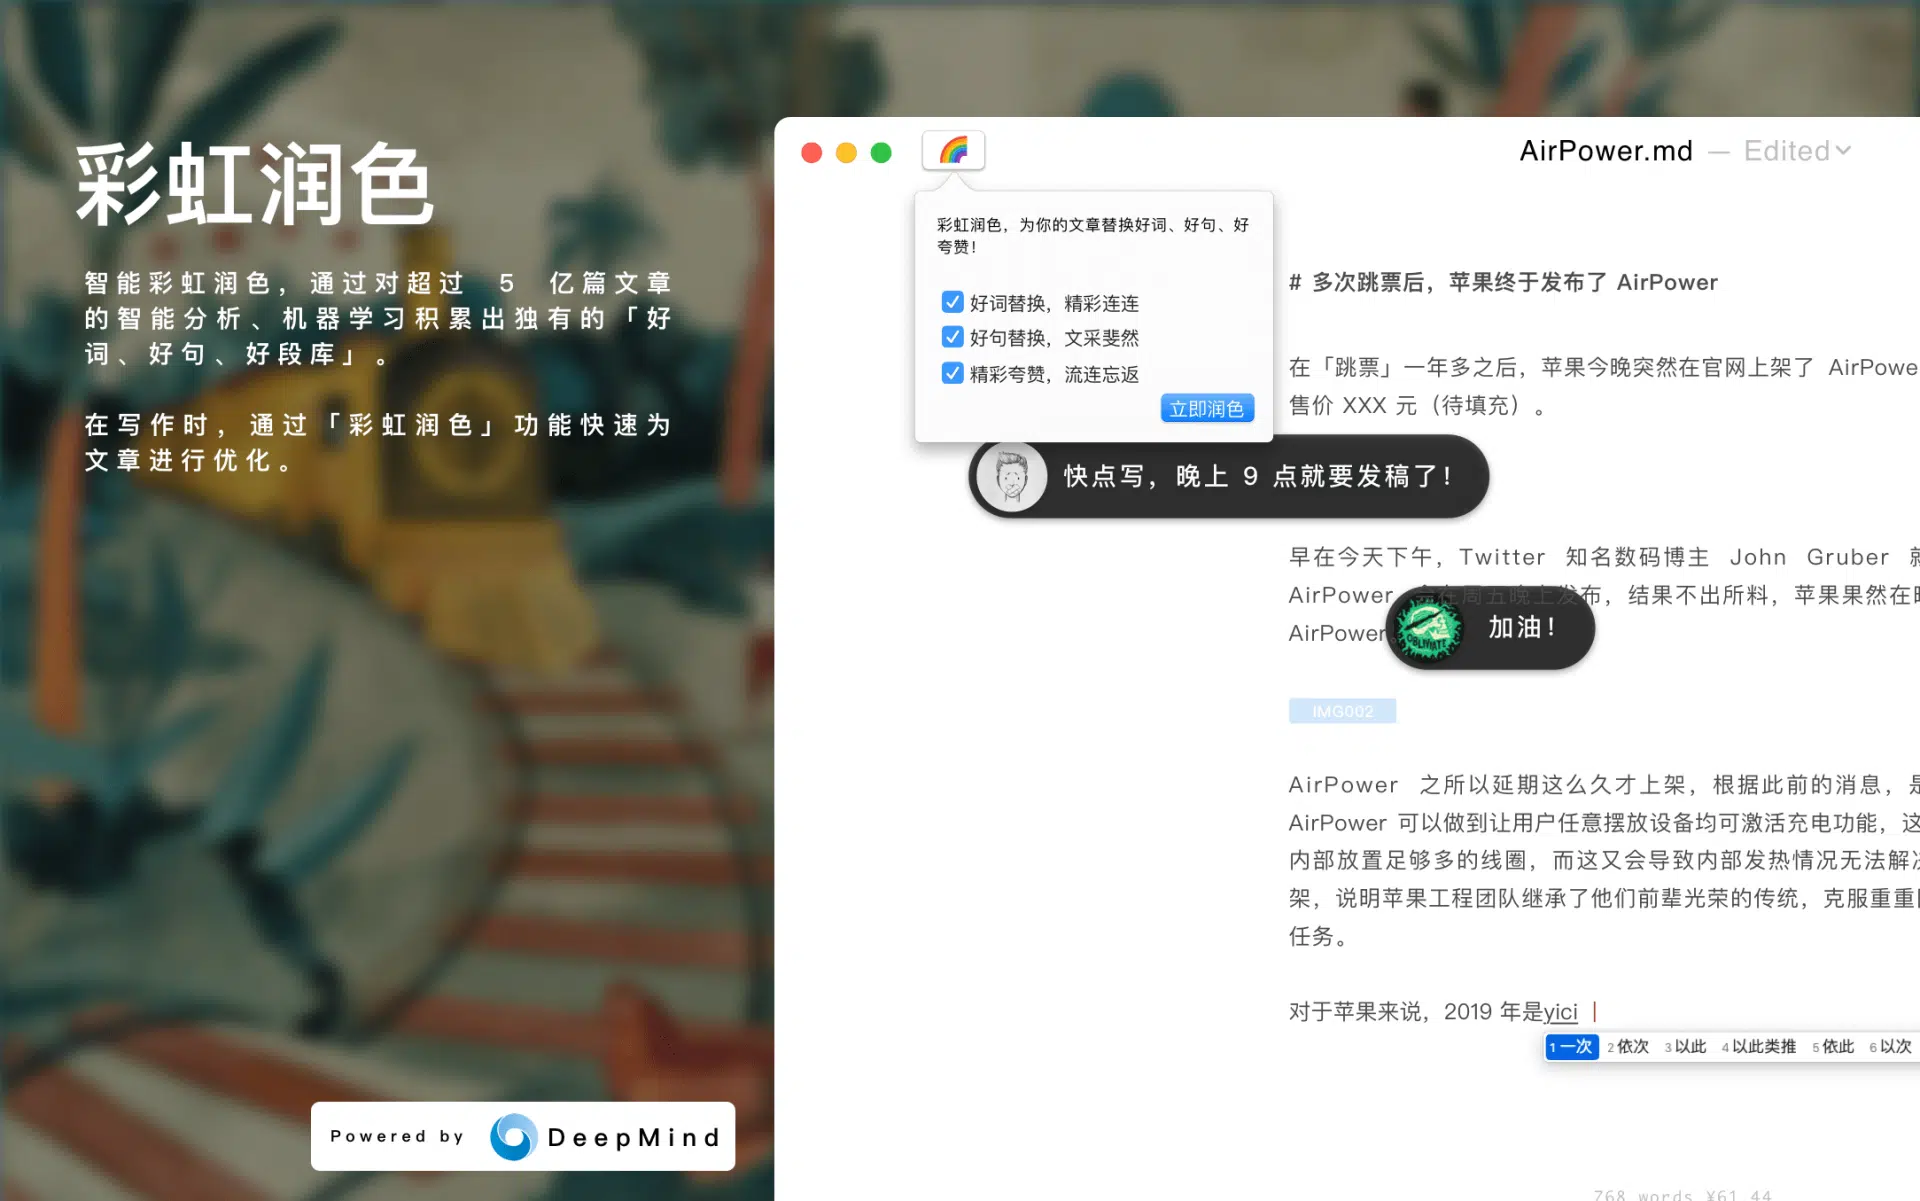 彩虹润色
智能彩虹润色，通过对超过 5 亿篇文章
的智能分析、机器学习积累出独有的「好
词、好句、好段库」。
在写作时，通过「彩虹润色」功能快速为
文章进行优化。
Powered by DeepMind
AirPower.md — Edited
彩虹润色，为你的文章替换好词、好句、好
夸赞！
好词替换，精彩连连
好句替换，文采斐然
精彩夸赞，流连忘返
立即润色
# 多次跳票后，苹果终于发布了 AirPower
在「跳票」一年多之后，苹果今晚突然在官网上架了 AirPowe
售价 XXX 元（待填充）。
快点写，晚上 9 点就要发稿了！
早在今天下午，Twitter 知名数码博主 John Gruber
AirPower 会在周五晚上发布，结果不出所料，苹果果然在
AirPower
OBLIVIATE
加油！
IMG002
AirPower 之所以延期这么久才上架，根据此前的消息，是
AirPower 可以做到让用户任意摆放设备均可激活充电功能，这
内部放置足够多的线圈，而这又会导致内部发热情况无法解
架，说明苹果工程团队继承了他们前辈光荣的传统，克服重重
任务。
对于苹果来说，2019 年是yici
1 一次 2 依次 3 以此 4 以此类推 5 依此 6 以次
768 words ¥61.44